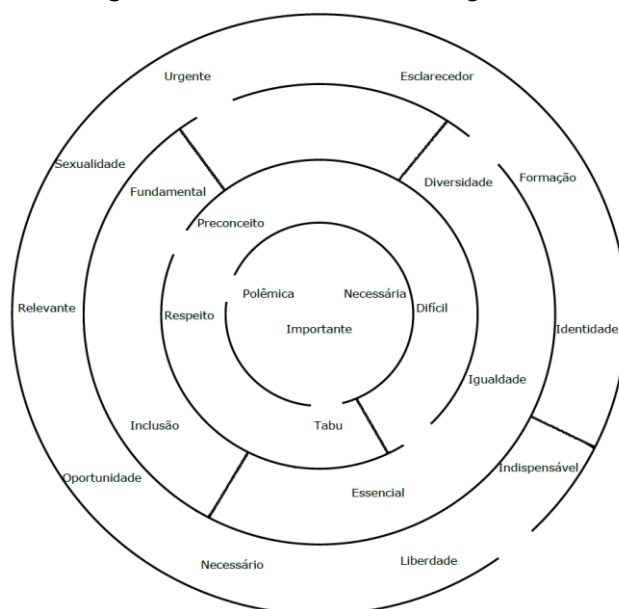 Urgente
Esclarecedor
Sexualidade
Fundamental
Diversidade
Formação
Preconceito
Polêmica
Necessária
Relevante
Respeito
Difícil
Importante
Identidade
Igualdade
Inclusão
Tabu
Oportunidade
Essencial
Indispensável
Necessário
Liberdade